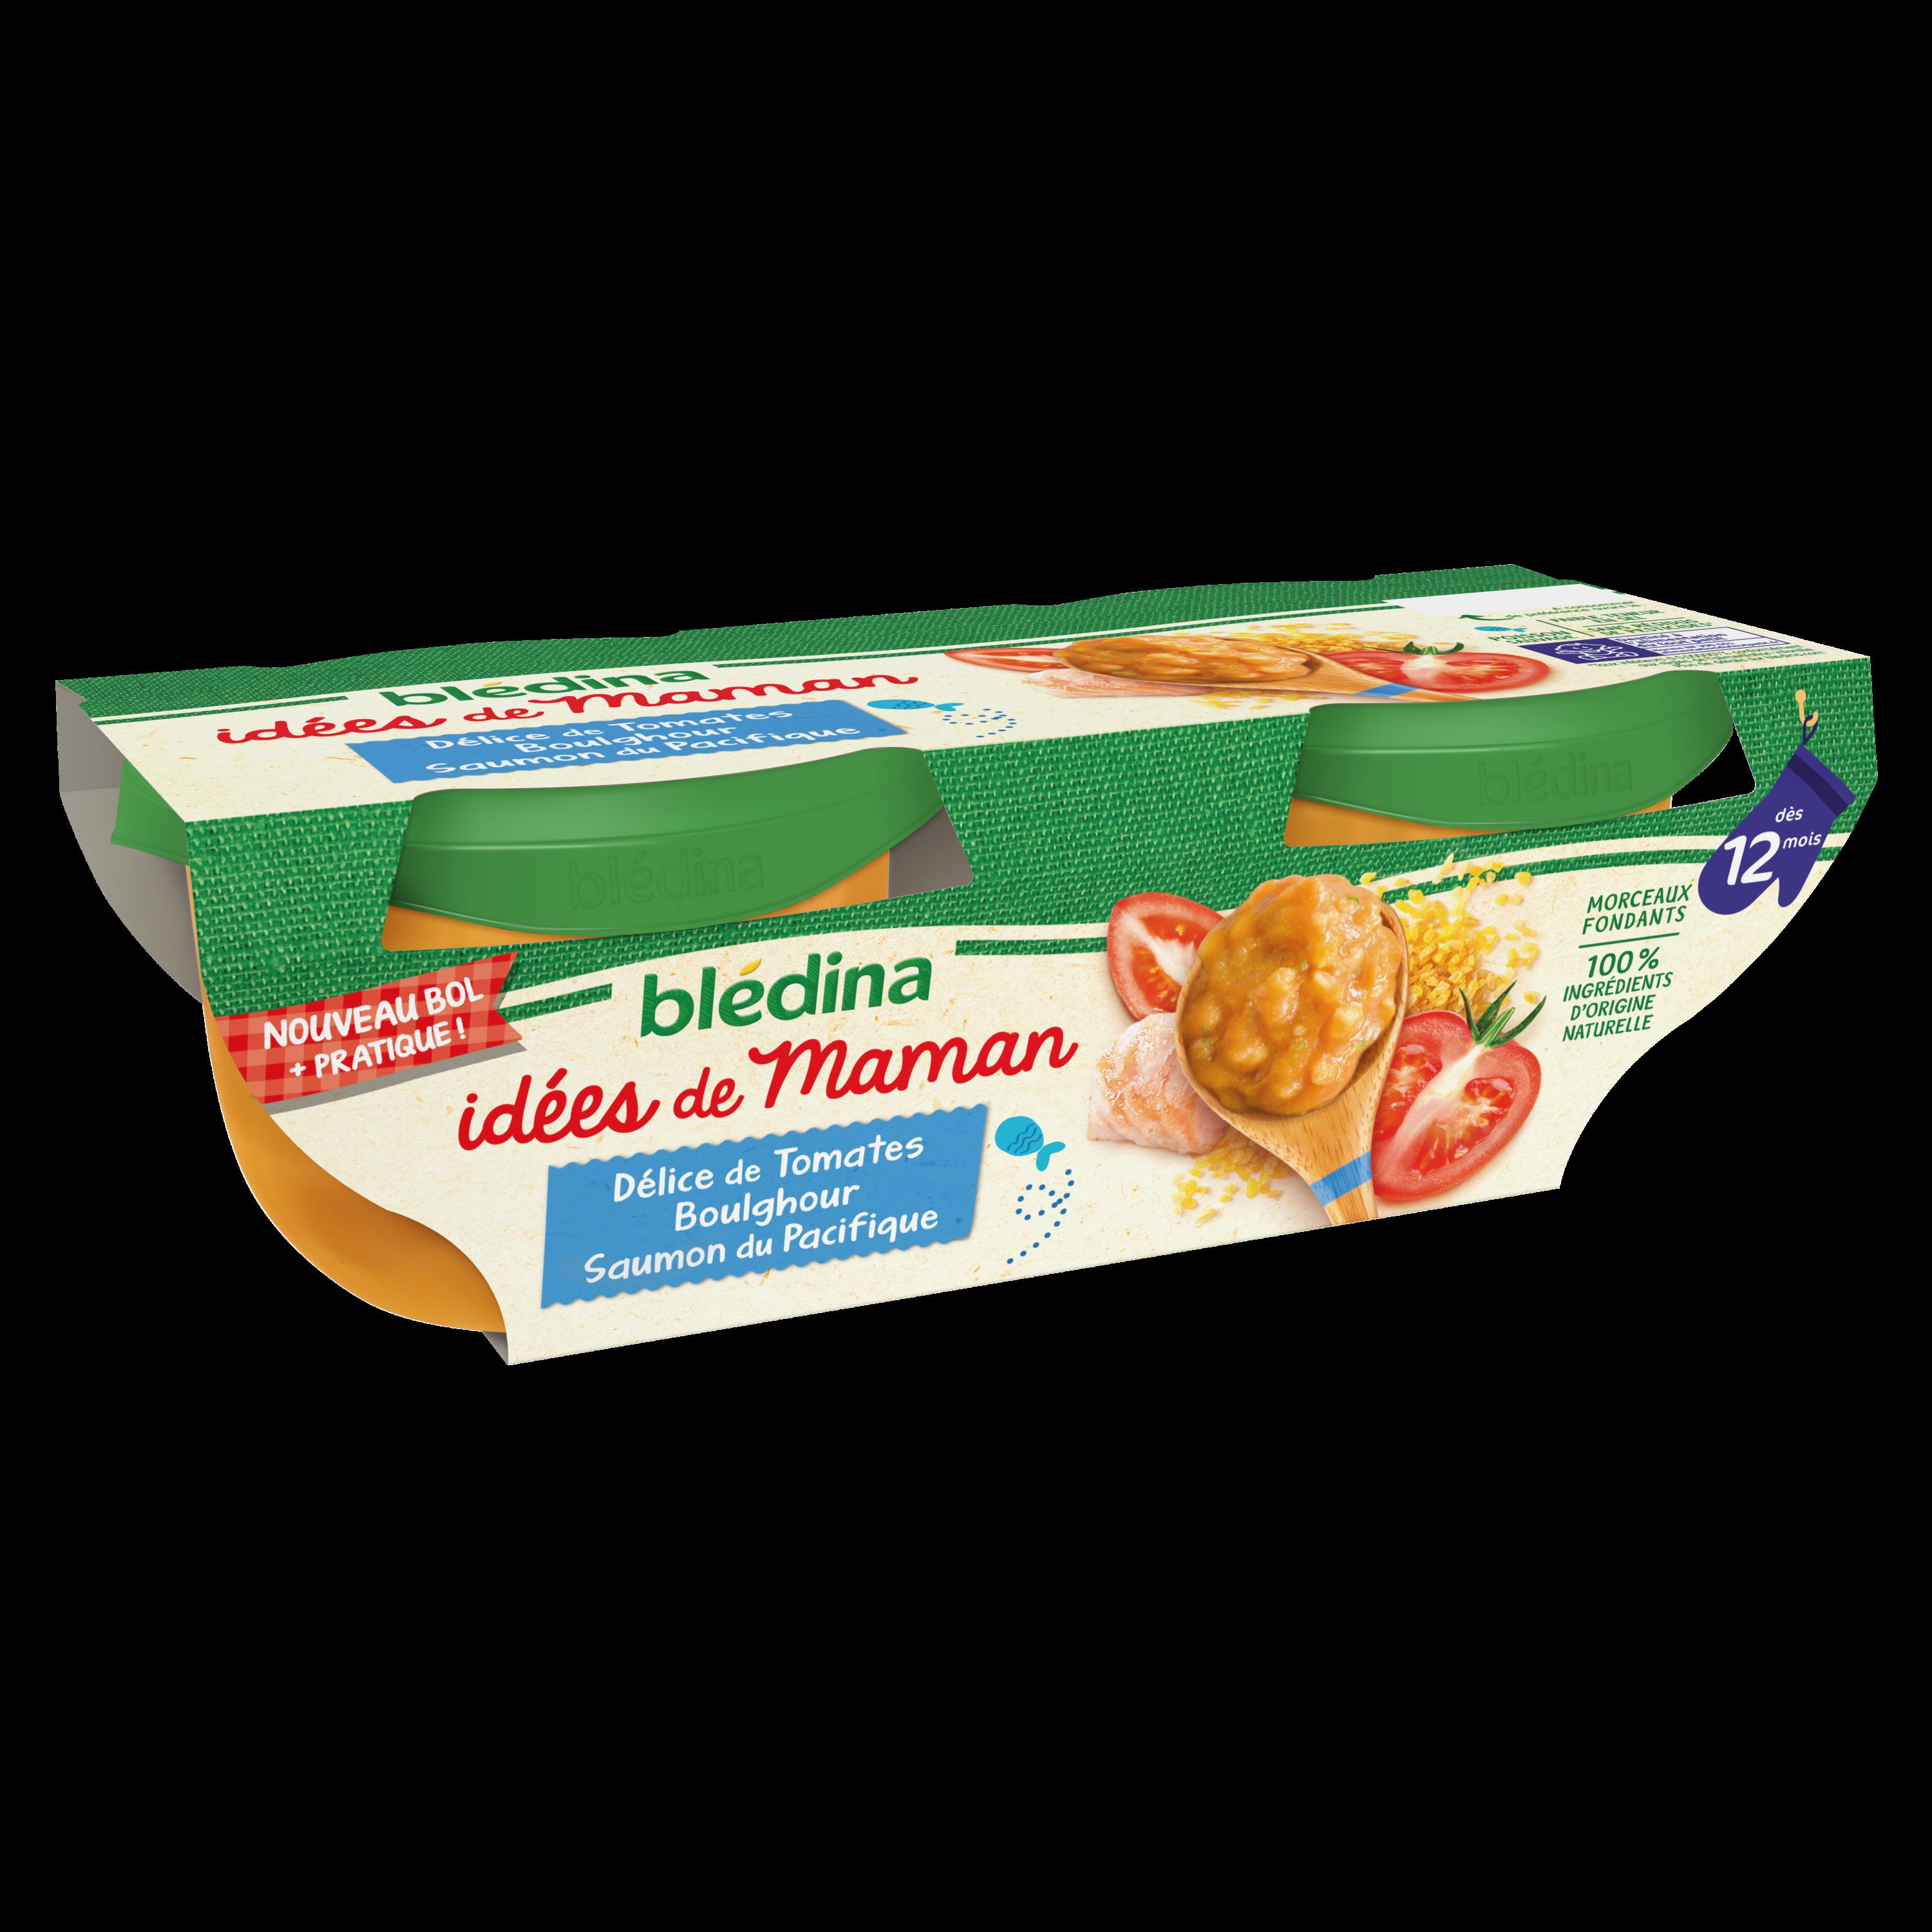 blédina
idées de maman
Délice de Tomates
Boulghour
Saumon du Pacifique
blédina
blédina
dès
12 mois
NOUVEAU BOL
+ PRATIQUE !
blédina
idées de Maman
Délice de Tomates
Boulghour
Saumon du Pacifique
MORCEAUX
FONDANTS
100 %
INGRÉDIENTS
D'ORIGINE
NATURELLE